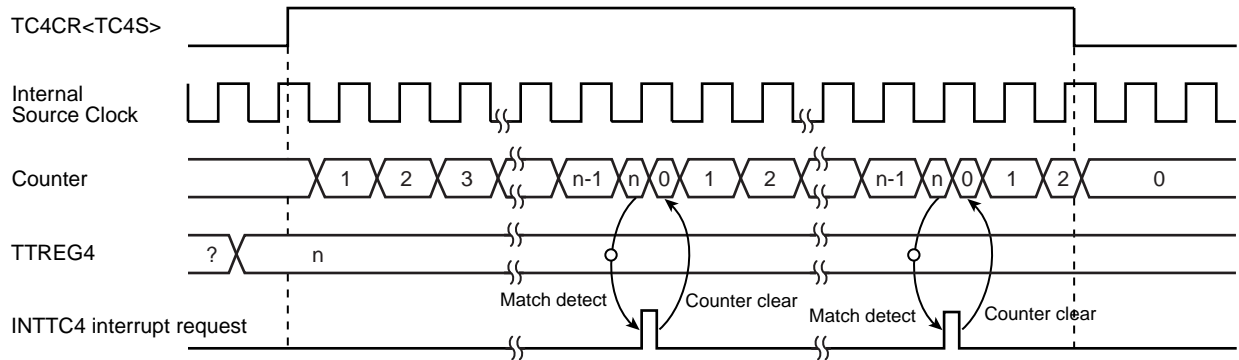 TC4CR<TC4S>
Internal
Source Clock
Counter
1 2 3 n-1 n 0 1 2 n-1 n 0 1 2 0
TTREG4
? n
Match detect Counter clear Match detect Counter clear
INTTC4 interrupt request